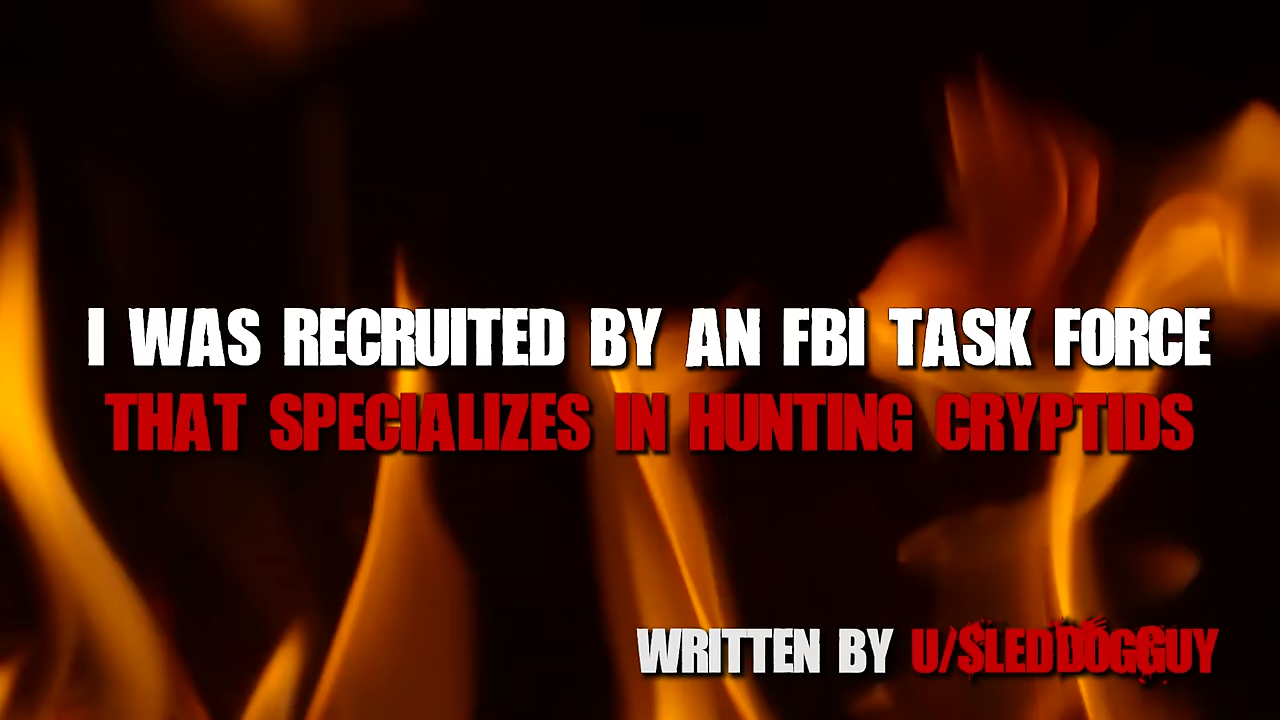 I WAS RECRUITED BY AN FBI TASK FORCE
THAT SPECIALIZES IN HUNTING CRYPTIDS
WRITTEN BY U/SLEDDOGGUY